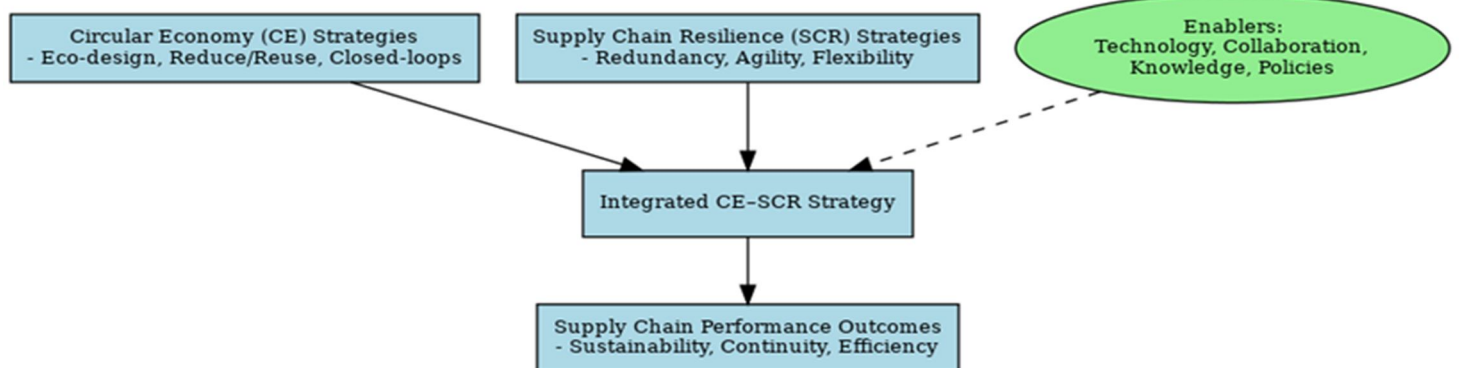 Circular Economy (CE) Strategies
- Eco-design, Reduce/Reuse, Closed-loops
Supply Chain Resilience (SCR) Strategies
- Redundancy, Agility, Flexibility
Enablers:
Technology, Collaboration,
Knowledge, Policies
Integrated CE–SCR Strategy
Supply Chain Performance Outcomes
- Sustainability, Continuity, Efficiency